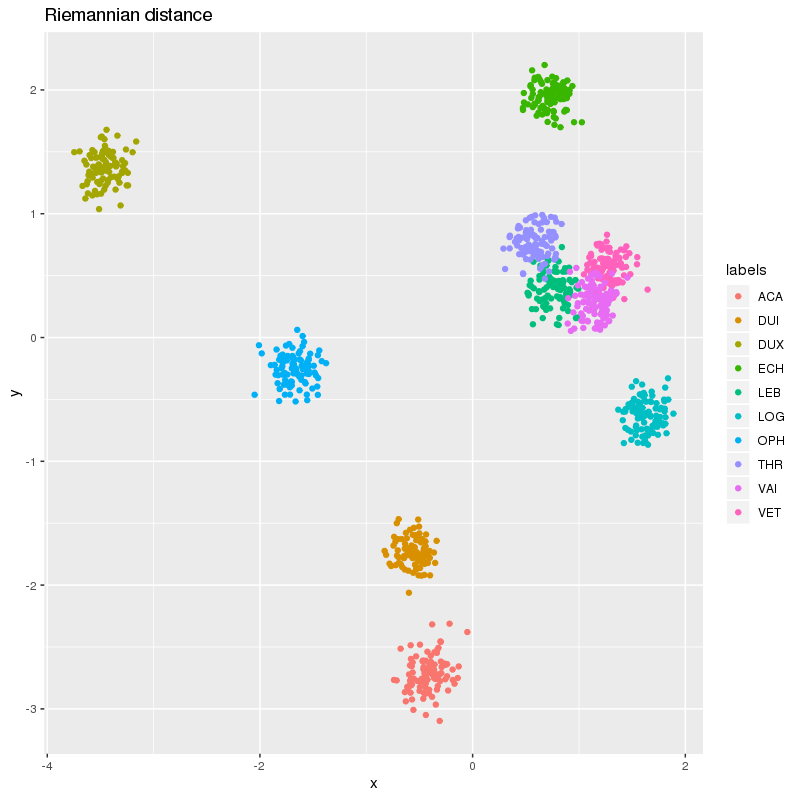 Riemannian distance
2
1
0
-1
-2
-3
y
-4
-2
0
2
x
labels
ACA
DUI
DUX
ECH
LEB
LOG
OPH
THR
VAI
VET